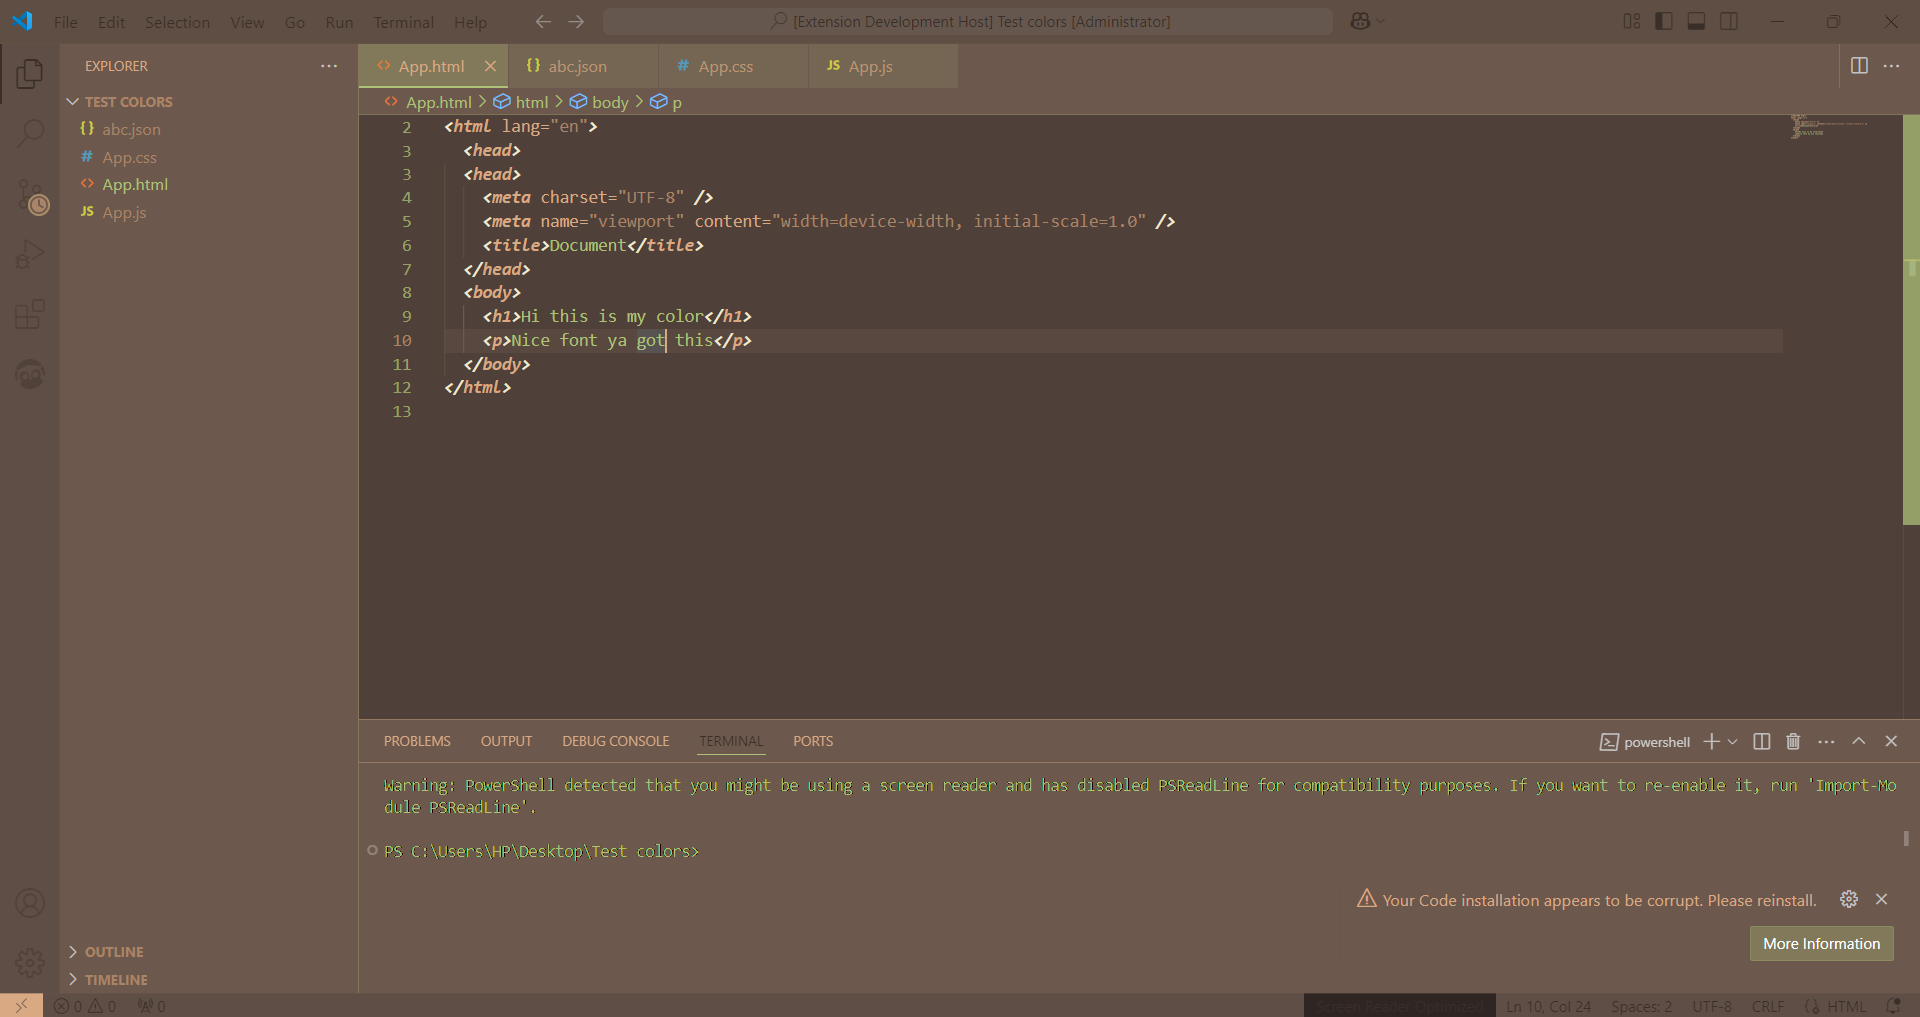 File Edit Selection View Go Run Terminal Help
[Extension Development Host] Test colors [Administrator]
EXPLORER
TEST COLORS
{} abc.json
# App.css
<> App.html
JS App.js
OUTLINE
TIMELINE
<> App.html
{} abc.json
# App.css
JS App.js
<> App.html > html > body > p
2 <html lang="en">
3 <head>
3 <head>
4 <meta charset="UTF-8" />
5 <meta name="viewport" content="width=device-width, initial-scale=1.0" />
6 <title>Document</title>
7 </head>
8 <body>
9 <h1>Hi this is my color</h1>
10 <p>Nice font ya got this</p>
11 </body>
12 </html>
13
PROBLEMS OUTPUT DEBUG CONSOLE TERMINAL PORTS
powershell
Warning: PowerShell detected that you might be using a screen reader and has disabled PSReadLine for compatibility purposes. If you want to re-enable it, run 'Import-Mo
dule PSReadLine'.
PS C:\Users\HP\Desktop\Test colors>
Your Code installation appears to be corrupt. Please reinstall.
More Information
0 0 0
Screen Reader Optimized Ln 10, Col 24 Spaces: 2 UTF-8 CRLF {} HTML